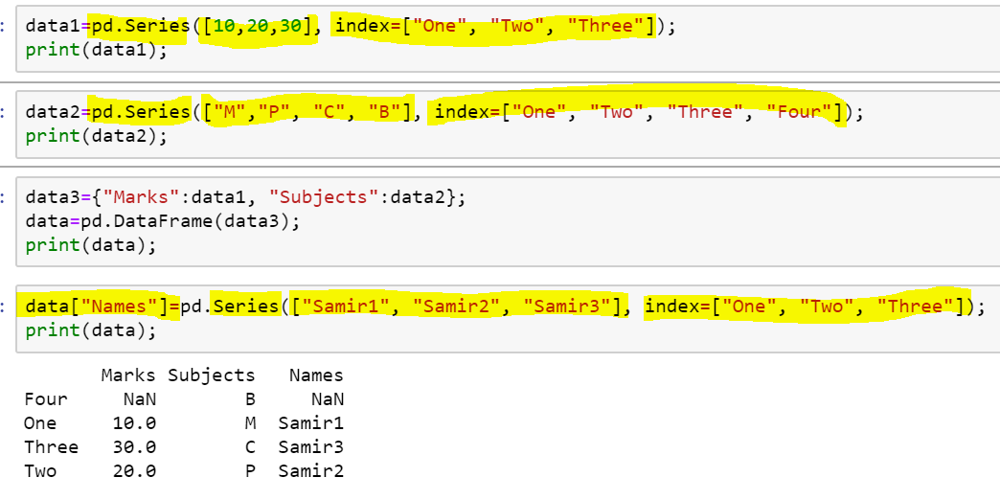 : data1=pd.Series([10,20,30], index=["One", "Two", "Three"]);
print(data1);
: data2=pd.Series(["M","P", "C", "B"], index=["One", "Two", "Three", "Four"]);
print(data2);
: data3={"Marks":data1, "Subjects":data2};
data=pd.DataFrame(data3);
print(data);
: data["Names"]=pd.Series(["Samir1", "Samir2", "Samir3"], index=["One", "Two", "Three"]);
print(data);
Marks Subjects Names
Four NaN B NaN
One 10.0 M Samir1
Three 30.0 C Samir3
Two 20.0 P Samir2